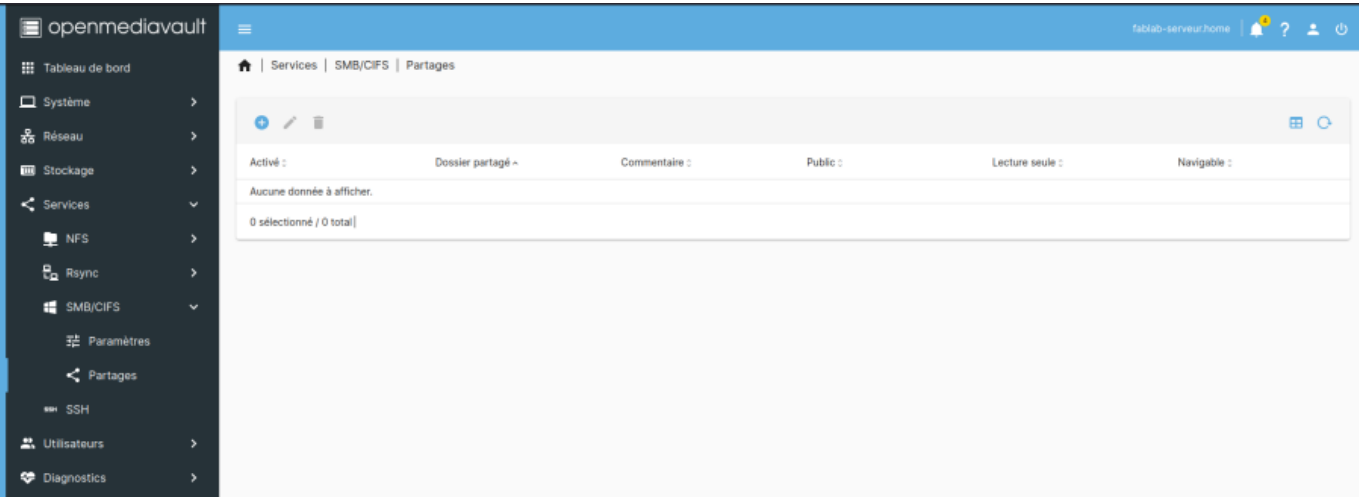 openmediavault
fablab-serveur.home | 4 ?
Tableau de bord
Système
Réseau
Stockage
Services
NFS
Rsync
SMB/CIFS
Paramètres
Partages
SSH SSH
Utilisateurs
Diagnostics
| Services | SMB/CIFS | Partages
Activé Dossier partagé Commentaire Public Lecture seule Navigable
Aucune donnée à afficher.
0 sélectionné / 0 total